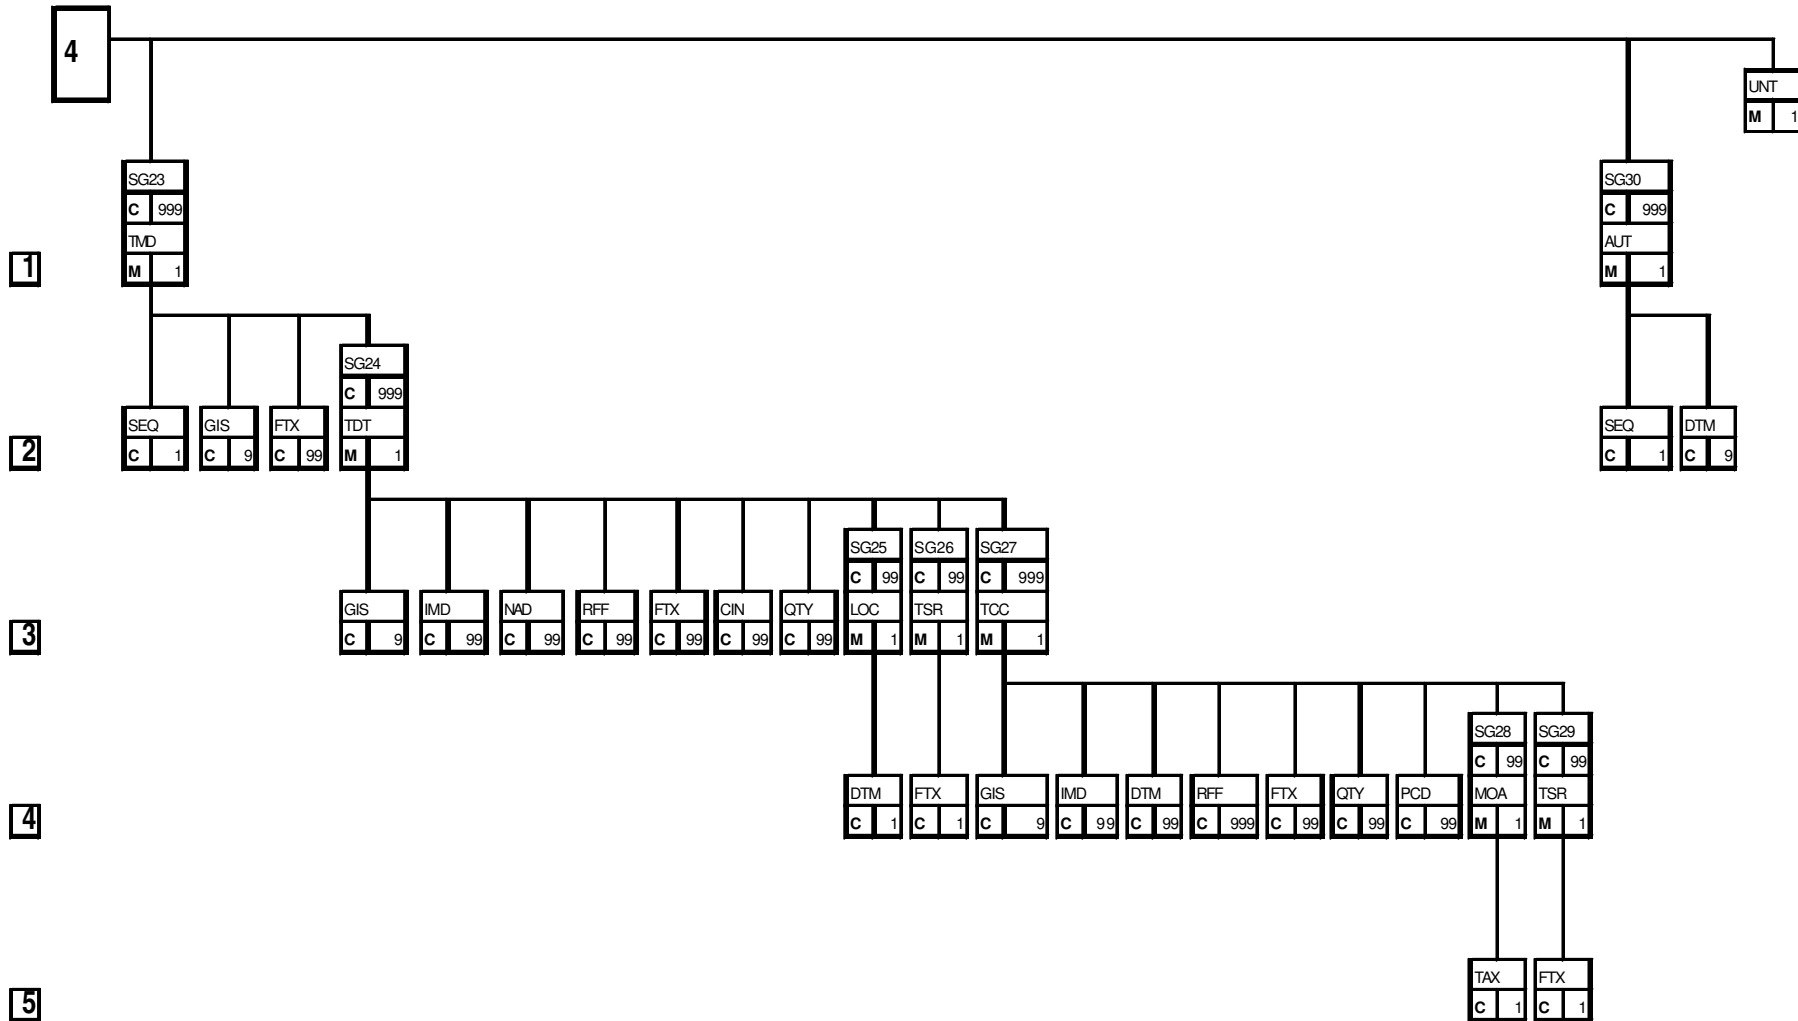 4
UNT
M 1
SG23
SG30
C 999
C 999
TMD
AUT
1
M 1
M 1
SG24
C 999
SEQ GIS FTX TDT
SEQ DTM
2
C 1 C 9 C 99 M 1
C 1 C 9
SG25 SG26 SG27
C 99 C 99 C 999
GIS IMD NAD RFF FTX CIN QTY LOC TSR TCC
3
C 9 C 99 C 99 C 99 C 99 C 99 C 99 M 1 M 1 M 1
SG28 SG29
C 99 C 99
DTM FTX GIS IMD DTM RFF FTX QTY PCD MOA TSR
4
C 1 C 1 C 9 C 99 C 99 C 999 C 99 C 99 C 99 M 1 M 1
TAX FTX
5
C 1 C 1